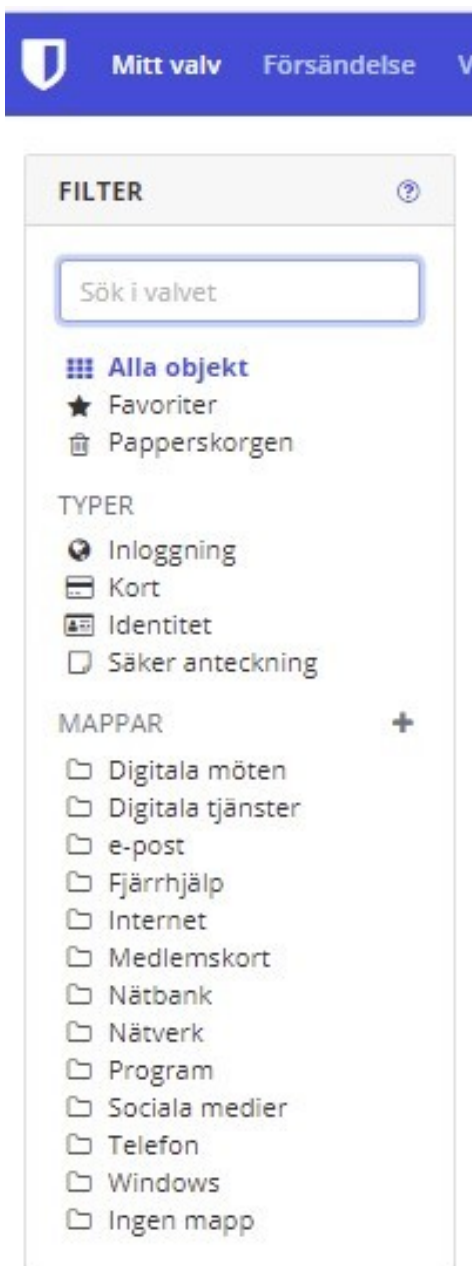 Mitt valv Försändelse V
FILTER
Sök i valvet
Alla objekt
Favoriter
Papperskorgen
TYPER
Inloggning
Kort
Identitet
Säker anteckning
MAPPAR
Digitala möten
Digitala tjänster
e-post
Fjärrhjälp
Internet
Medlemskort
Nätbank
Nätverk
Program
Sociala medier
Telefon
Windows
Ingen mapp